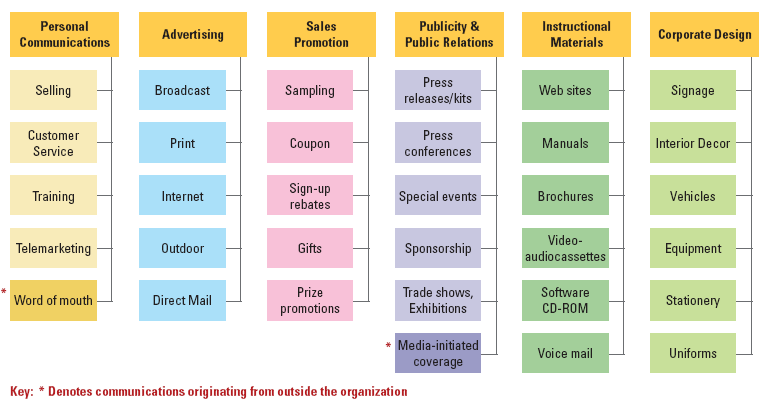 Personal
Communications
Advertising
Sales
Promotion
Publicity &
Public Relations
Instructional
Materials
Corporate Design
Selling
Broadcast
Sampling
Press
releases/kits
Web sites
Signage
Customer
Service
Print
Coupon
Press
conferences
Manuals
Interior Decor
Training
Internet
Sign-up
rebates
Special events
Brochures
Vehicles
Telemarketing
Outdoor
Gifts
Sponsorship
Video-
audiocassettes
Equipment
* Word of mouth
Direct Mail
Prize
promotions
Trade shows,
Exhibitions
Software
CD-ROM
Stationery
* Media-initiated
coverage
Voice mail
Uniforms
Key: * Denotes communications originating from outside the organization